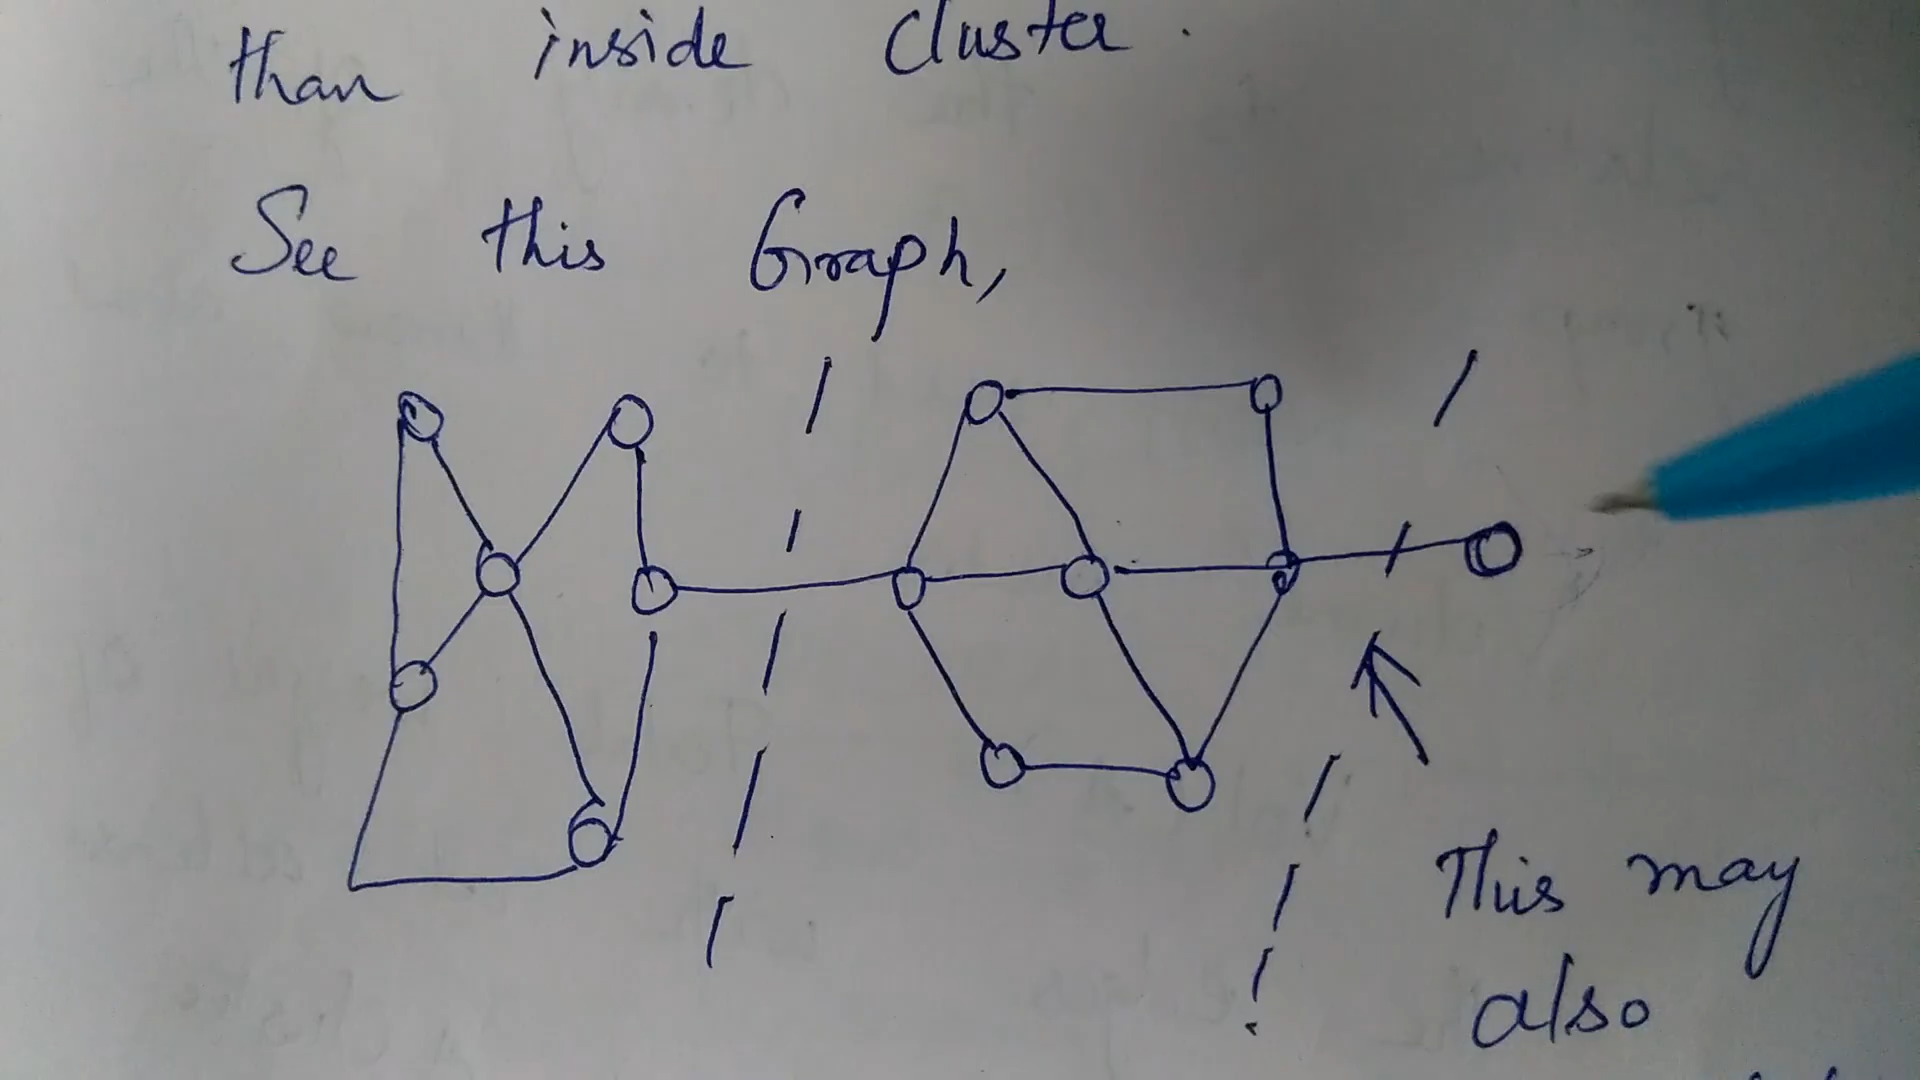 than inside cluster.
See this Graph,
This may
also